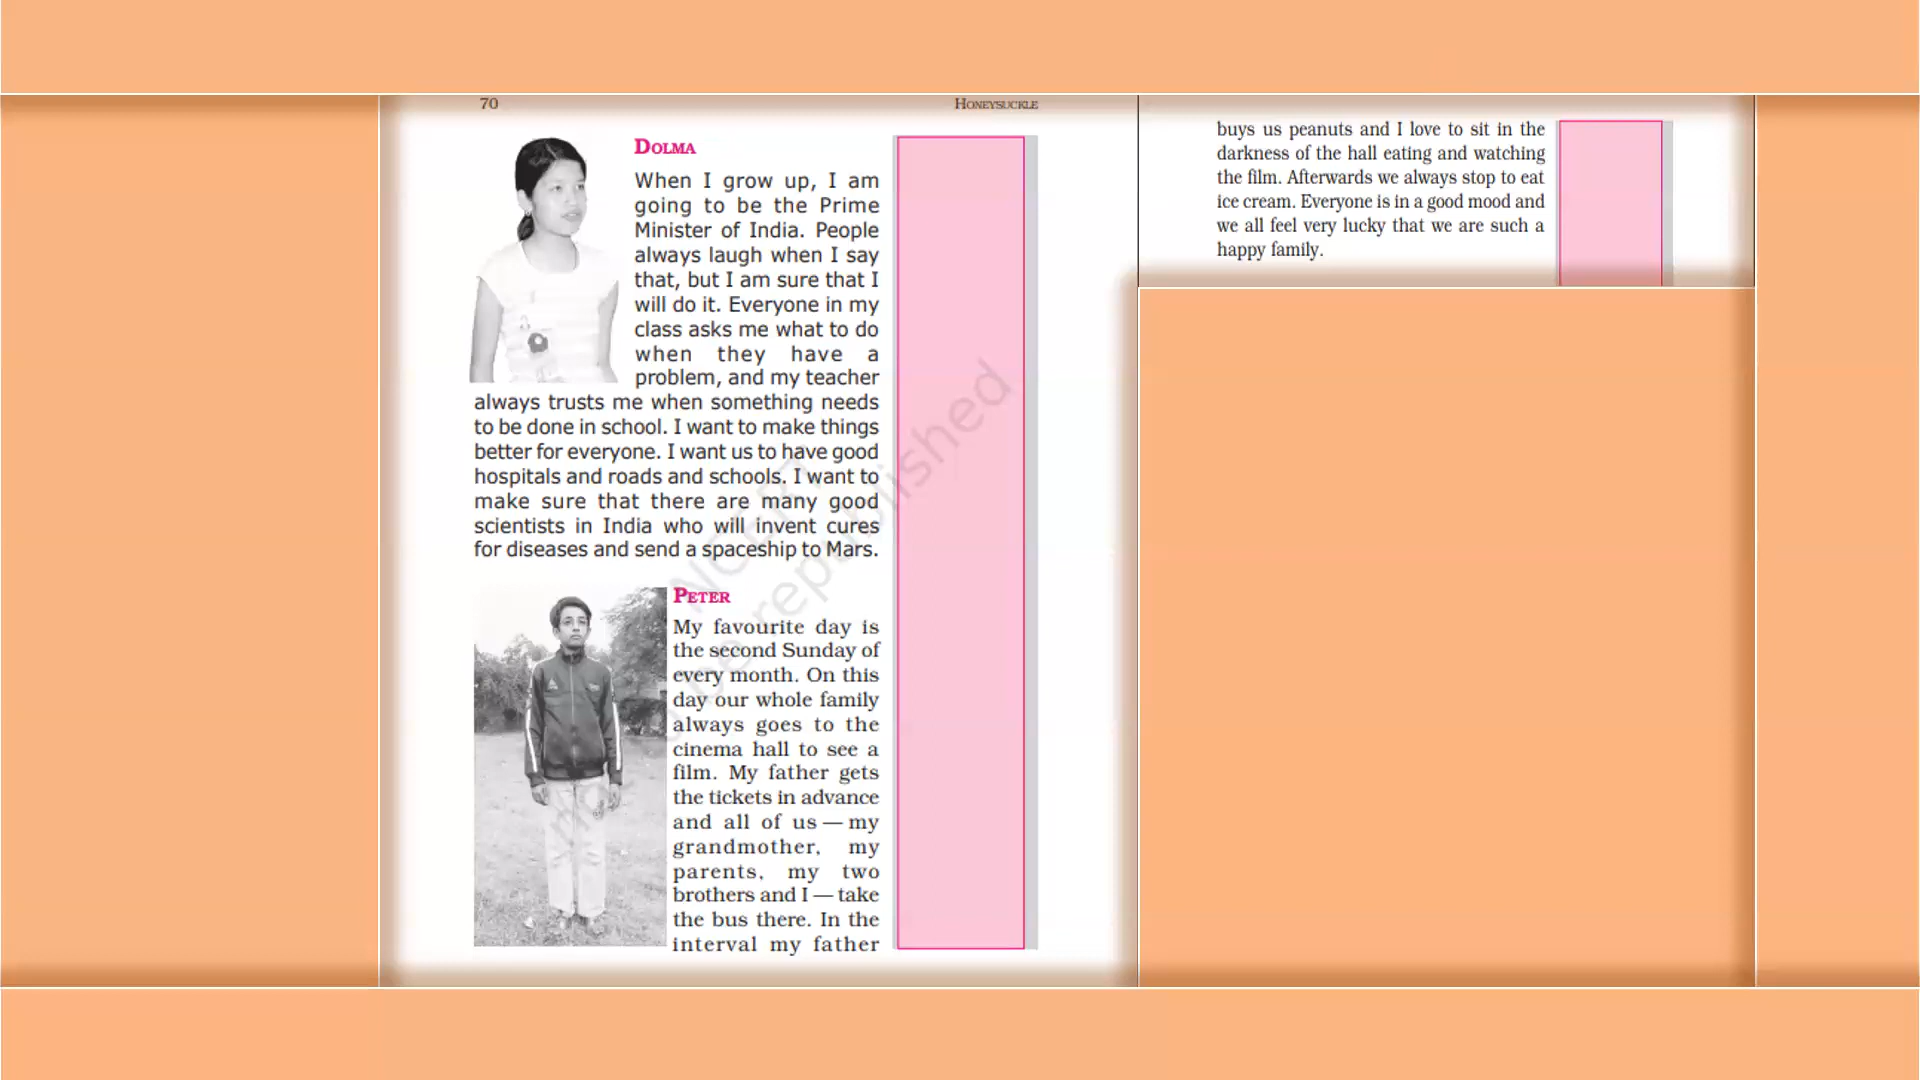 70
HONEYSUCKLE
DOLMA
When I grow up, I am
going to be the Prime
Minister of India. People
always laugh when I say
that, but I am sure that I
will do it. Everyone in my
class asks me what to do
when they have a
problem, and my teacher
always trusts me when something needs
to be done in school. I want to make things
better for everyone. I want us to have good
hospitals and roads and schools. I want to
make sure that there are many good
scientists in India who will invent cures
for diseases and send a spaceship to Mars.
PETER
My favourite day is
the second Sunday of
every month. On this
day our whole family
always goes to the
cinema hall to see a
film. My father gets
the tickets in advance
and all of us — my
grandmother, my
parents, my two
brothers and I — take
the bus there. In the
interval my father
buys us peanuts and I love to sit in the
darkness of the hall eating and watching
the film. Afterwards we always stop to eat
ice cream. Everyone is in a good mood and
we all feel very lucky that we are such a
happy family.
NCERT
be republished